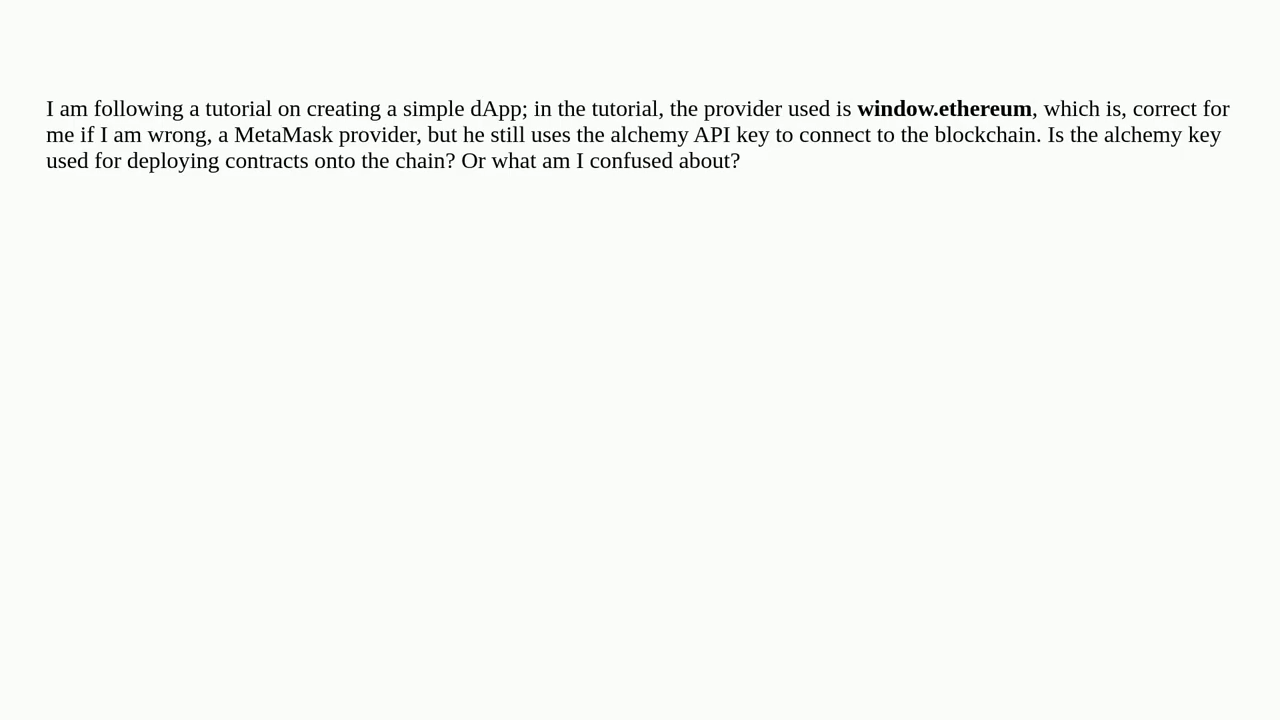 I am following a tutorial on creating a simple dApp; in the tutorial, the provider used is window.ethereum, which is, correct for
me if I am wrong, a MetaMask provider, but he still uses the alchemy API key to connect to the blockchain. Is the alchemy key
used for deploying contracts onto the chain? Or what am I confused about?